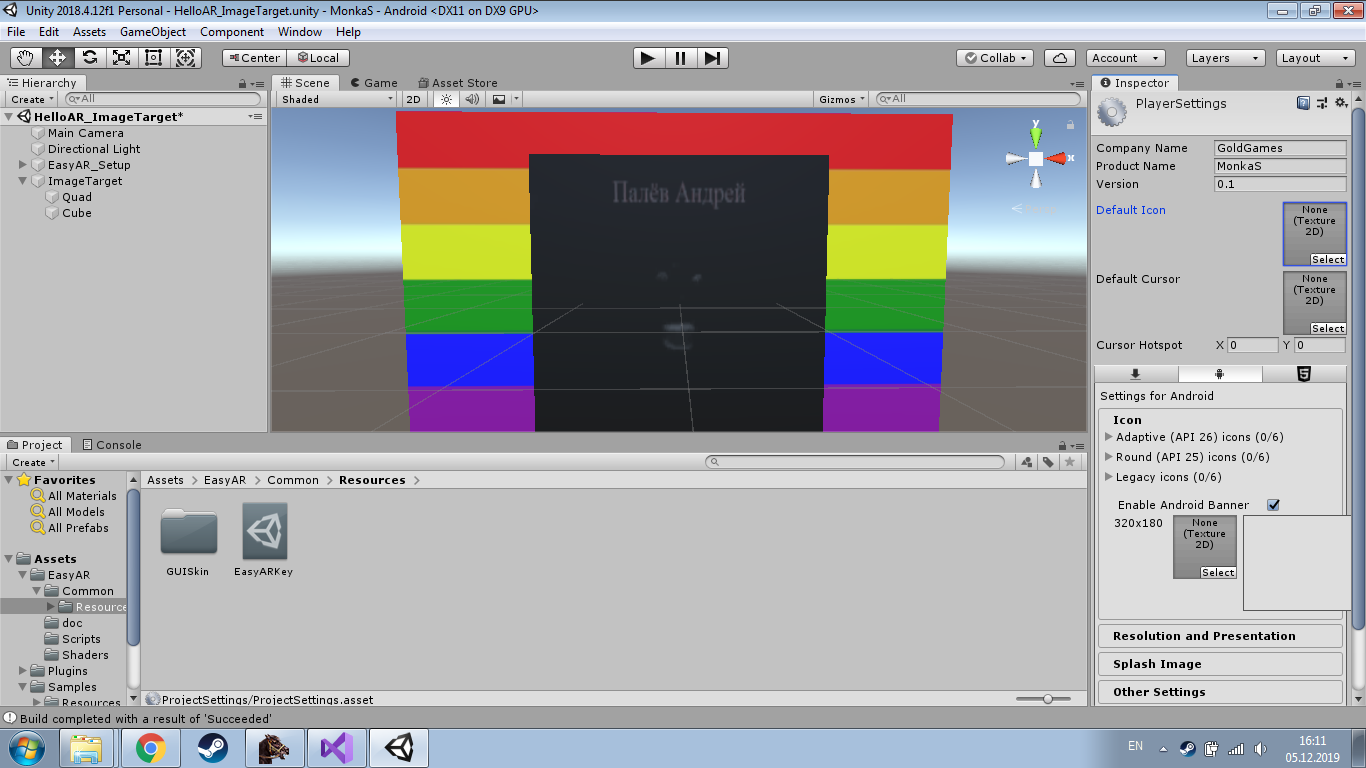 Unity 2018.4.12f1 Personal - HelloAR_ImageTarget.unity - MonkaS - Android <DX11 on DX9 GPU>
File Edit Assets GameObject Component Window Help
Center Local Collab Account Layers Layout
Hierarchy
Create All
HelloAR_ImageTarget*
Main Camera
Directional Light
EasyAR_Setup
ImageTarget
Quad
Cube
Scene Game Asset Store
Shaded 2D Gizmos All
y
x
Палёв Андрей
Inspector
PlayerSettings
Company Name GoldGames
Product Name MonkaS
Version 0.1
Default Icon
None
(Texture
2D)
Select
Default Cursor
None
(Texture
2D)
Select
Cursor Hotspot X 0 Y 0
Settings for Android
Icon
Adaptive (API 26) icons (0/6)
Round (API 25) icons (0/6)
Legacy icons (0/6)
Enable Android Banner
320x180
None
(Texture
2D)
Select
Resolution and Presentation
Splash Image
Other Settings
Project Console
Create
Favorites
All Materials
All Models
All Prefabs
Assets
EasyAR
Common
Resource
doc
Scripts
Shaders
Plugins
Samples
Resources
Assets EasyAR Common Resources
GUISkin EasyARKey
ProjectSettings/ProjectSettings.asset
Build completed with a result of 'Succeeded'
EN 16:11
05.12.2019